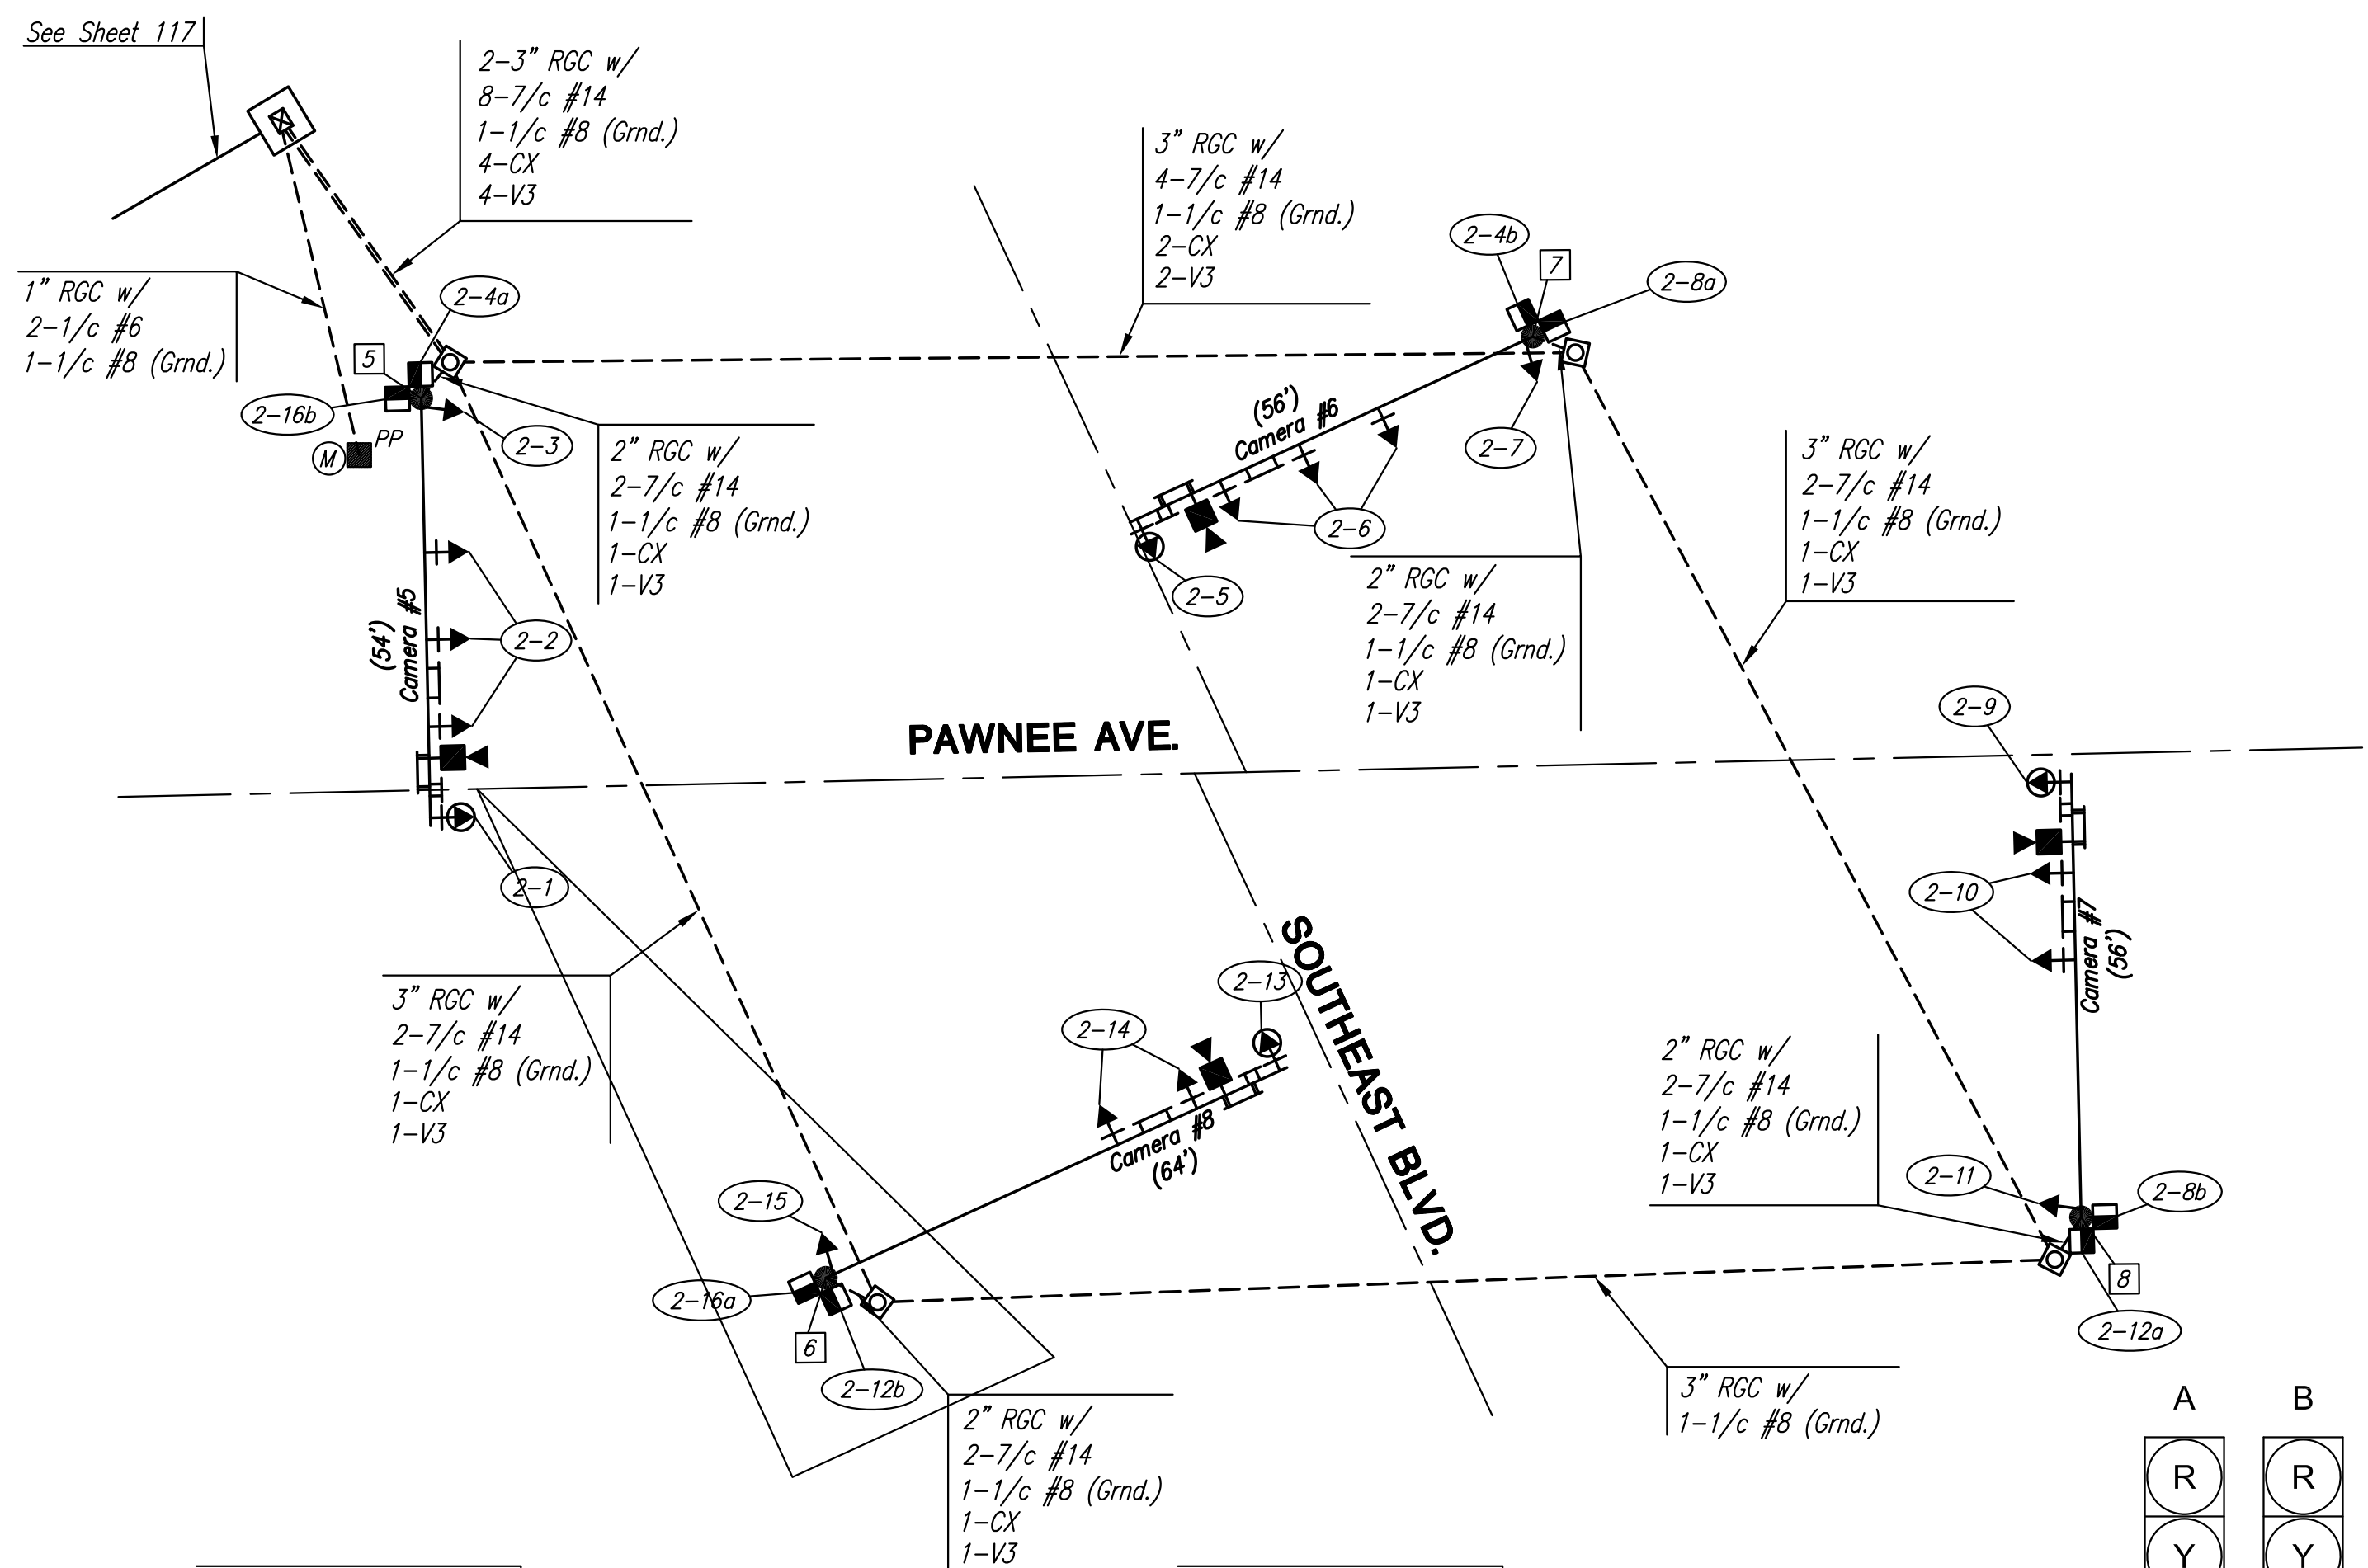 See Sheet 117
2-3" RGC w/
8-7/c #14
1-1/c #8 (Grnd.)
4-CX
4-V3
3" RGC w/
4-7/c #14
1-1/c #8 (Grnd.)
2-CX
2-V3
2-4b
7
2-8a
1" RGC w/
2-1/c #6
1-1/c #8 (Grnd.)
2-4a
5
2-16b
2-3
M
PP
2" RGC w/
2-7/c #14
1-1/c #8 (Grnd.)
1-CX
1-V3
(56')
Camera #6
2-7
2-6
2-5
2" RGC w/
2-7/c #14
1-1/c #8 (Grnd.)
1-CX
1-V3
3" RGC w/
2-7/c #14
1-1/c #8 (Grnd.)
1-CX
1-V3
(54')
Camera #5
2-2
2-1
PAWNEE AVE.
2-9
2-10
Camera #7
(56')
SOUTHEAST BLVD.
2-13
2-14
Camera #8
(64')
3" RGC w/
2-7/c #14
1-1/c #8 (Grnd.)
1-CX
1-V3
2" RGC w/
2-7/c #14
1-1/c #8 (Grnd.)
1-CX
1-V3
2-11
2-8b
8
2-12a
2-15
2-16a
6
2-12b
2" RGC w/
2-7/c #14
1-1/c #8 (Grnd.)
1-CX
1-V3
3" RGC w/
1-1/c #8 (Grnd.)
A B
R R
Y Y